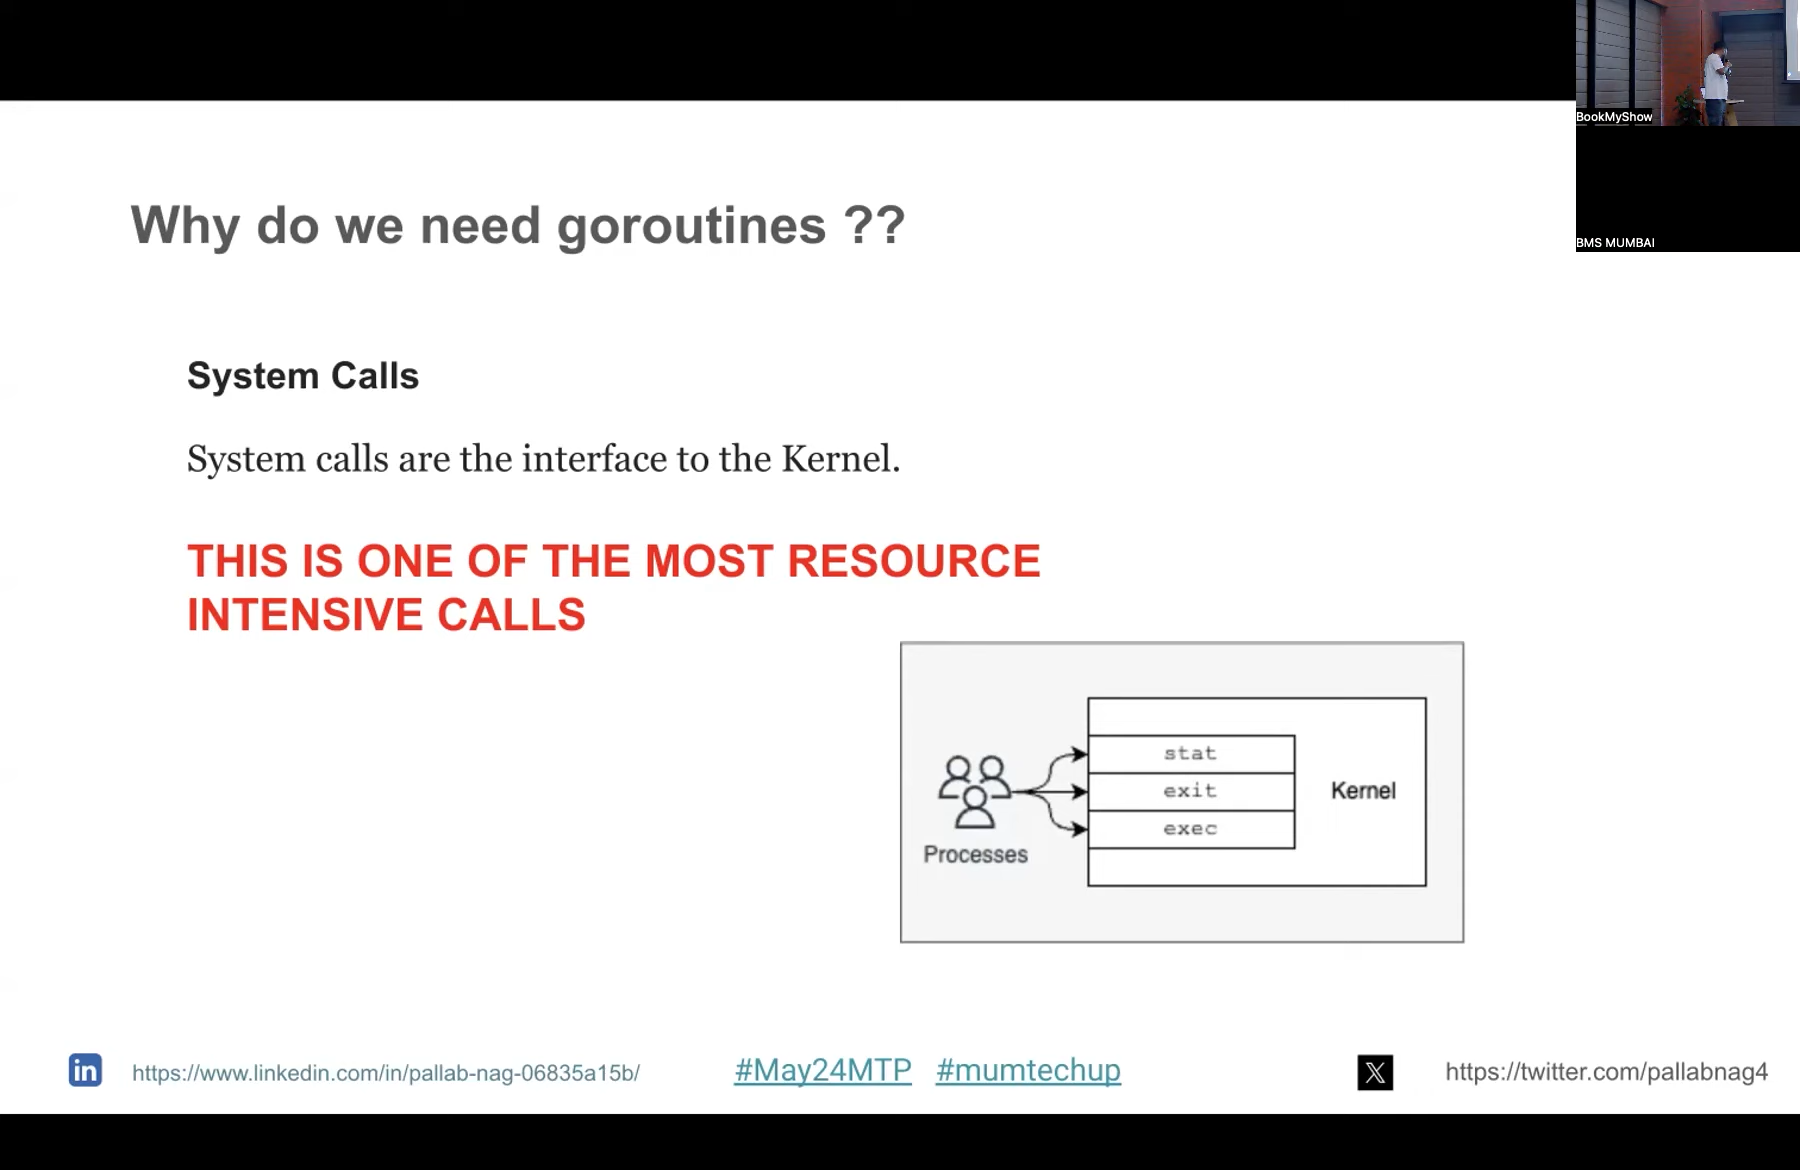 BookMyShow
BMS MUMBAI
Why do we need goroutines ??
System Calls
System calls are the interface to the Kernel.
THIS IS ONE OF THE MOST RESOURCE
INTENSIVE CALLS
stat
exit
exec
Kernel
Processes
in
https://www.linkedin.com/in/pallab-nag-06835a15b/
#May24MTP #mumtechup
X
https://twitter.com/pallabnag4